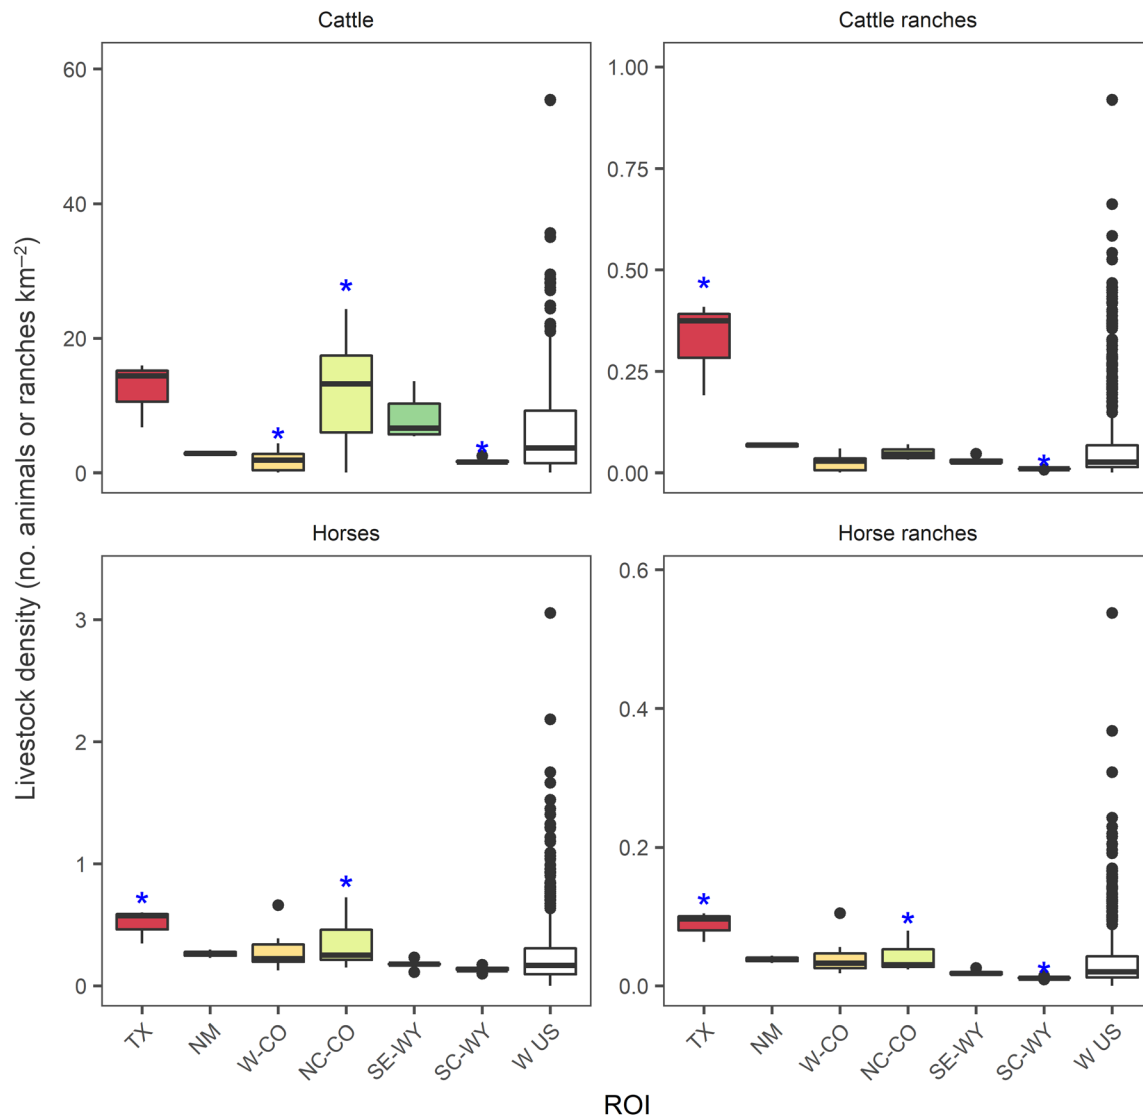 Cattle
Cattle ranches
60
40
20
0
1.00
0.75
0.50
0.25
0.00
*
*
*
*
*
Livestock density (no. animals or ranches km⁻²)
Horses
Horse ranches
3
2
1
0
0.6
0.4
0.2
0.0
*
*
*
*
*
TX
NM
W-CO
NC-CO
SE-WY
SC-WY
W US
TX
NM
W-CO
NC-CO
SE-WY
SC-WY
W US
ROI